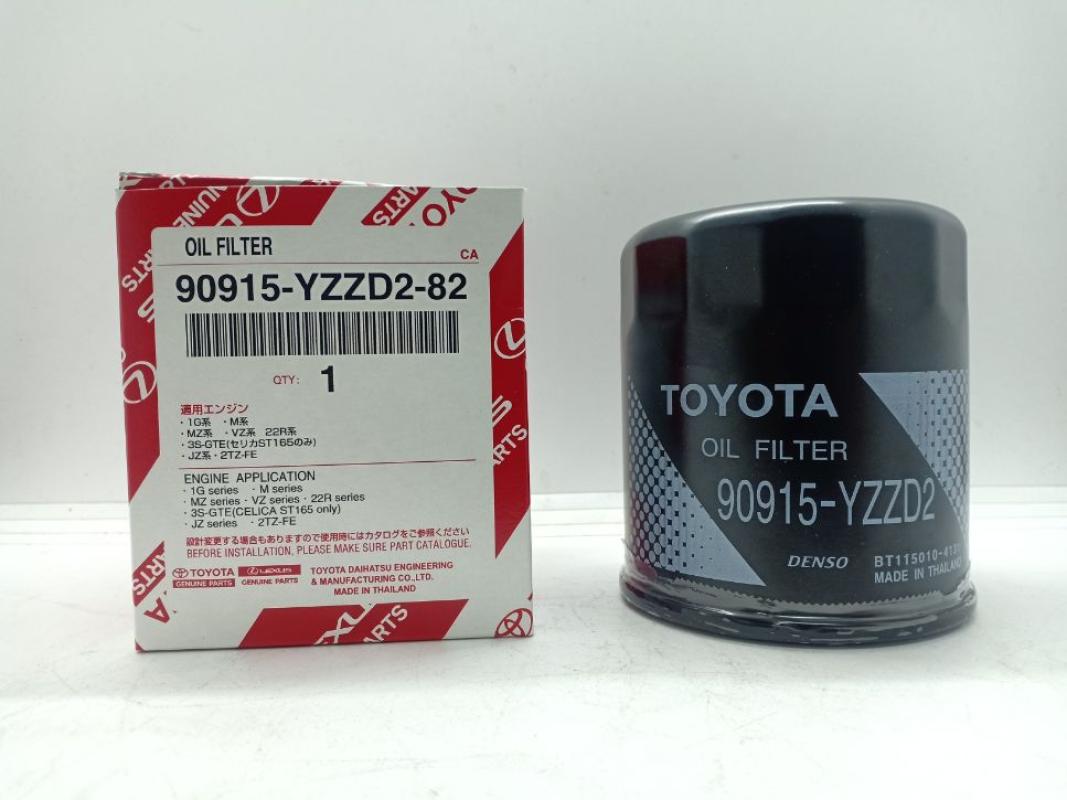 OIL FILTER
CA
90915-YZZD2-82
QTY: 1
適用エンジン
・1G系 ・M系
・MZ系 ・VZ系 22R系
・3S-GTE(セリカST165のみ)
・JZ系・2TZ-FE
ENGINE APPLICATION
・1G series ・M series
・MZ series・VZ series・22R series
・3S-GTE(CELICA ST165 only)
・JZ series ・2TZ-FE
設計変更する場合もありますので使用時にはカタログをご参照ください
BEFORE INSTALLATION, PLEASE MAKE SURE PART CATALOGUE.
TOYOTA
GENUINE PARTS
LEXUS
GENUINE PARTS
TOYOTA DAIHATSU ENGINEERING
& MANUFACTURING CO.,LTD.
MADE IN THAILAND
PARTS
PARTS
PARTS
TOYOTA
OIL FILTER
90915-YZZD2
DENSO
BT115010-41
MADE IN THAILAND